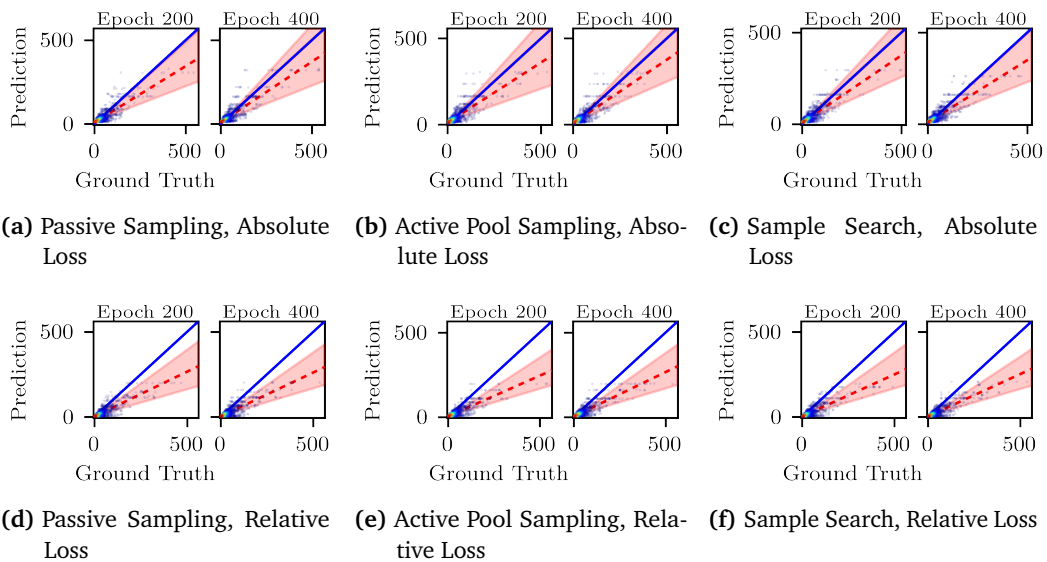 Epoch 200 Epoch 400
500
Prediction
0
0 500
Ground Truth
Epoch 200 Epoch 400
500
Prediction
0
0 500 0 500
Ground Truth
Epoch 200 Epoch 400
500
Prediction
0
0 500 0 500
Ground Truth
(a) Passive Sampling, Absolute
Loss
(b) Active Pool Sampling, Abso-
lute Loss
(c) Sample Search, Absolute
Loss
Epoch 200 Epoch 400
500
Prediction
0
0 500
Ground Truth
Epoch 200 Epoch 400
500
Prediction
0
0 500 0 500
Ground Truth
Epoch 200 Epoch 400
500
Prediction
0
0 500 0 500
Ground Truth
(d) Passive Sampling, Relative
Loss
(e) Active Pool Sampling, Rela-
tive Loss
(f) Sample Search, Relative Loss